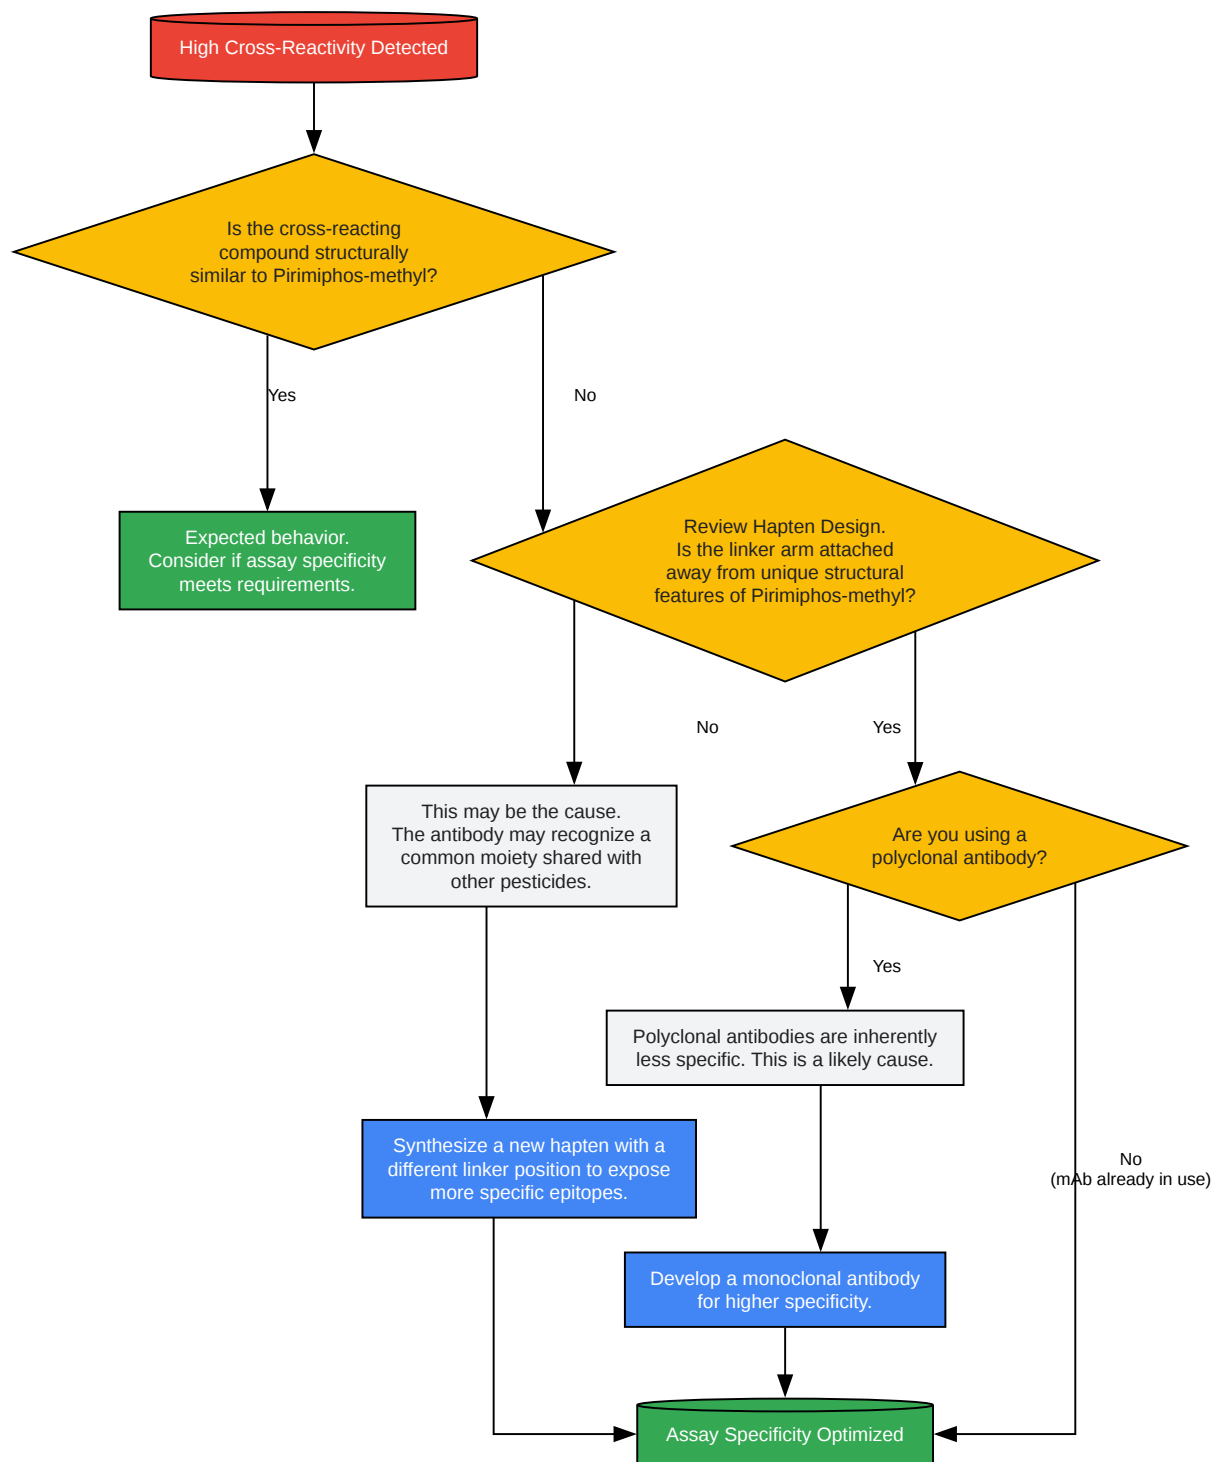 High Cross-Reactivity Detected
Is the cross-reacting
compound structurally
similar to Pirimiphos-methyl?
Yes
No
Expected behavior.
Consider if assay specificity
meets requirements.
Review Hapten Design.
Is the linker arm attached
away from unique structural
features of Pirimiphos-methyl?
No
Yes
This may be the cause.
The antibody may recognize a
common moiety shared with
other pesticides.
Are you using a
polyclonal antibody?
Yes
Polyclonal antibodies are inherently
less specific. This is a likely cause.
Synthesize a new hapten with a
different linker position to expose
more specific epitopes.
No
(mAb already in use)
Develop a monoclonal antibody
for higher specificity.
Assay Specificity Optimized